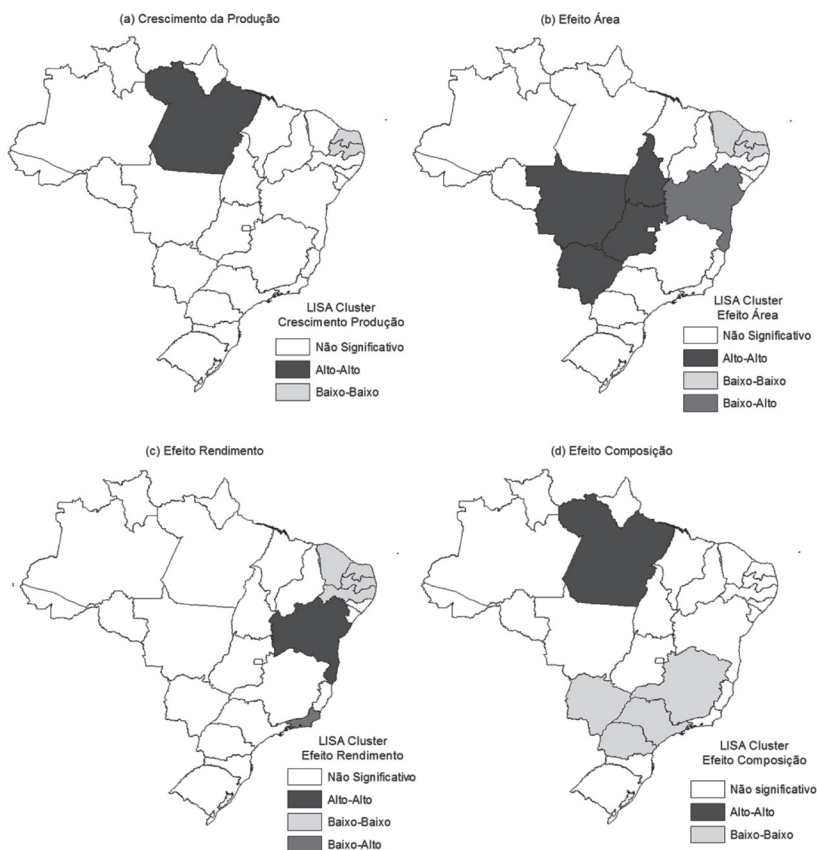 (a) Crescimento da Produção
LISA Cluster
Crescimento Produção
Não Significativo
Alto-Alto
Baixo-Baixo
(b) Efeito Área
LISA Cluster
Efeito Área
Não Significativo
Alto-Alto
Baixo-Baixo
Baixo-Alto
(c) Efeito Rendimento
LISA Cluster
Efeito Rendimento
Não Significativo
Alto-Alto
Baixo-Baixo
Baixo-Alto
(d) Efeito Composição
LISA Cluster
Efeito Composição
Não significativo
Alto-Alto
Baixo-Baixo